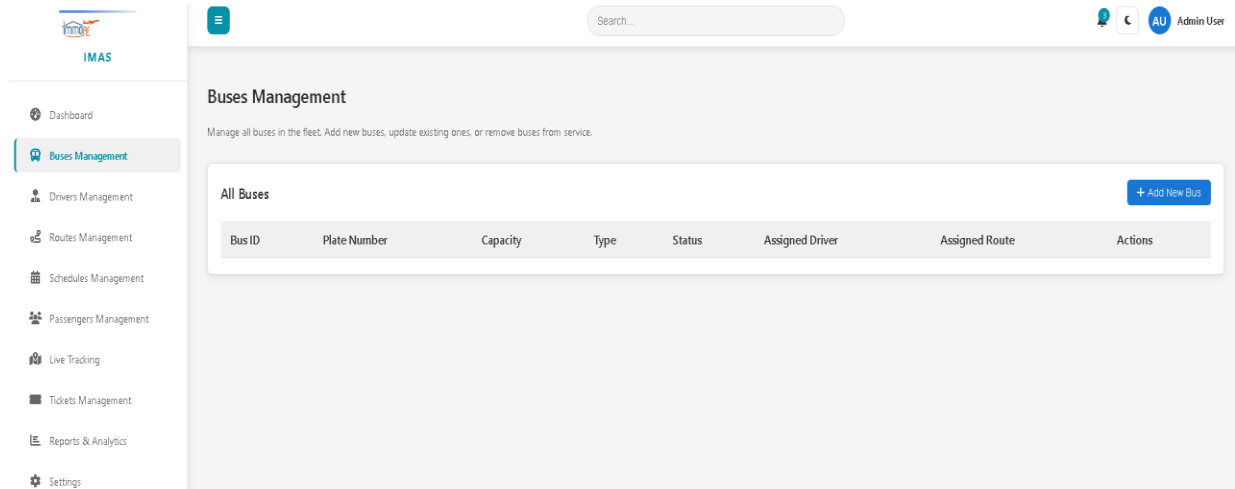 Search...
3
AU Admin User
IMAS
Dashboard
Buses Management
Drivers Management
Routes Management
Schedules Management
Passengers Management
Live Tracking
Tickets Management
Reports & Analytics
Settings
Buses Management
Manage all buses in the fleet. Add new buses, update existing ones, or remove buses from service.
All Buses
+ Add New Bus
Bus ID Plate Number Capacity Type Status Assigned Driver Assigned Route Actions